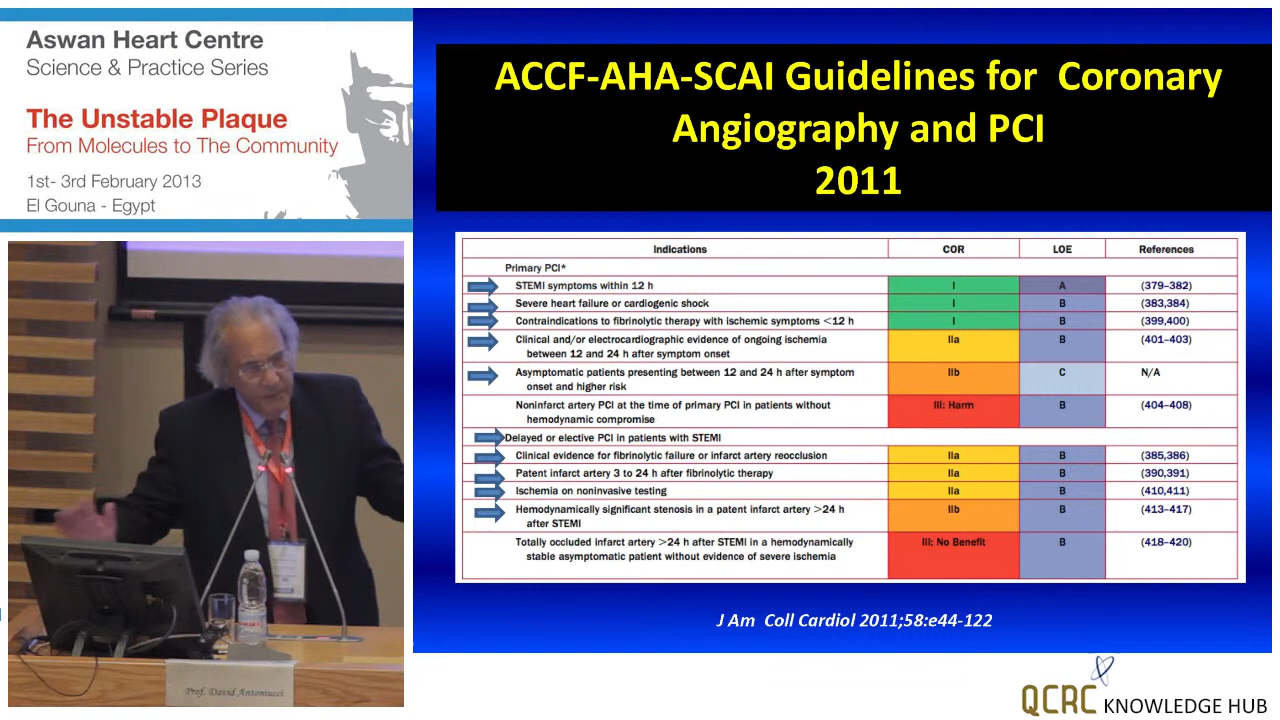 Aswan Heart Centre
Science & Practice Series
The Unstable Plaque
From Molecules to The Community
1st- 3rd February 2013
El Gouna - Egypt
Prof. David Antoniucci
ACCF-AHA-SCAI Guidelines for Coronary
Angiography and PCI
2011
Indications COR LOE References
Primary PCI*
STEMI symptoms within 12 h I A (379–382)
Severe heart failure or cardiogenic shock I B (383,384)
Contraindications to fibrinolytic therapy with ischemic symptoms <12 h I B (399,400)
Clinical and/or electrocardiographic evidence of ongoing ischemia IIa B (401–403)
between 12 and 24 h after symptom onset
Asymptomatic patients presenting between 12 and 24 h after symptom IIb C N/A
onset and higher risk
Noninfarct artery PCI at the time of primary PCI in patients without III: Harm B (404–408)
hemodynamic compromise
Delayed or elective PCI in patients with STEMI
Clinical evidence for fibrinolytic failure or infarct artery reocclusion IIa B (385,386)
Patent infarct artery 3 to 24 h after fibrinolytic therapy IIa B (390,391)
Ischemia on noninvasive testing IIa B (410,411)
Hemodynamically significant stenosis in a patent infarct artery >24 h IIb B (413–417)
after STEMI
Totally occluded infarct artery >24 h after STEMI in a hemodynamically III: No Benefit B (418–420)
stable asymptomatic patient without evidence of severe ischemia
J Am Coll Cardiol 2011;58:e44-122
QCRC KNOWLEDGE HUB